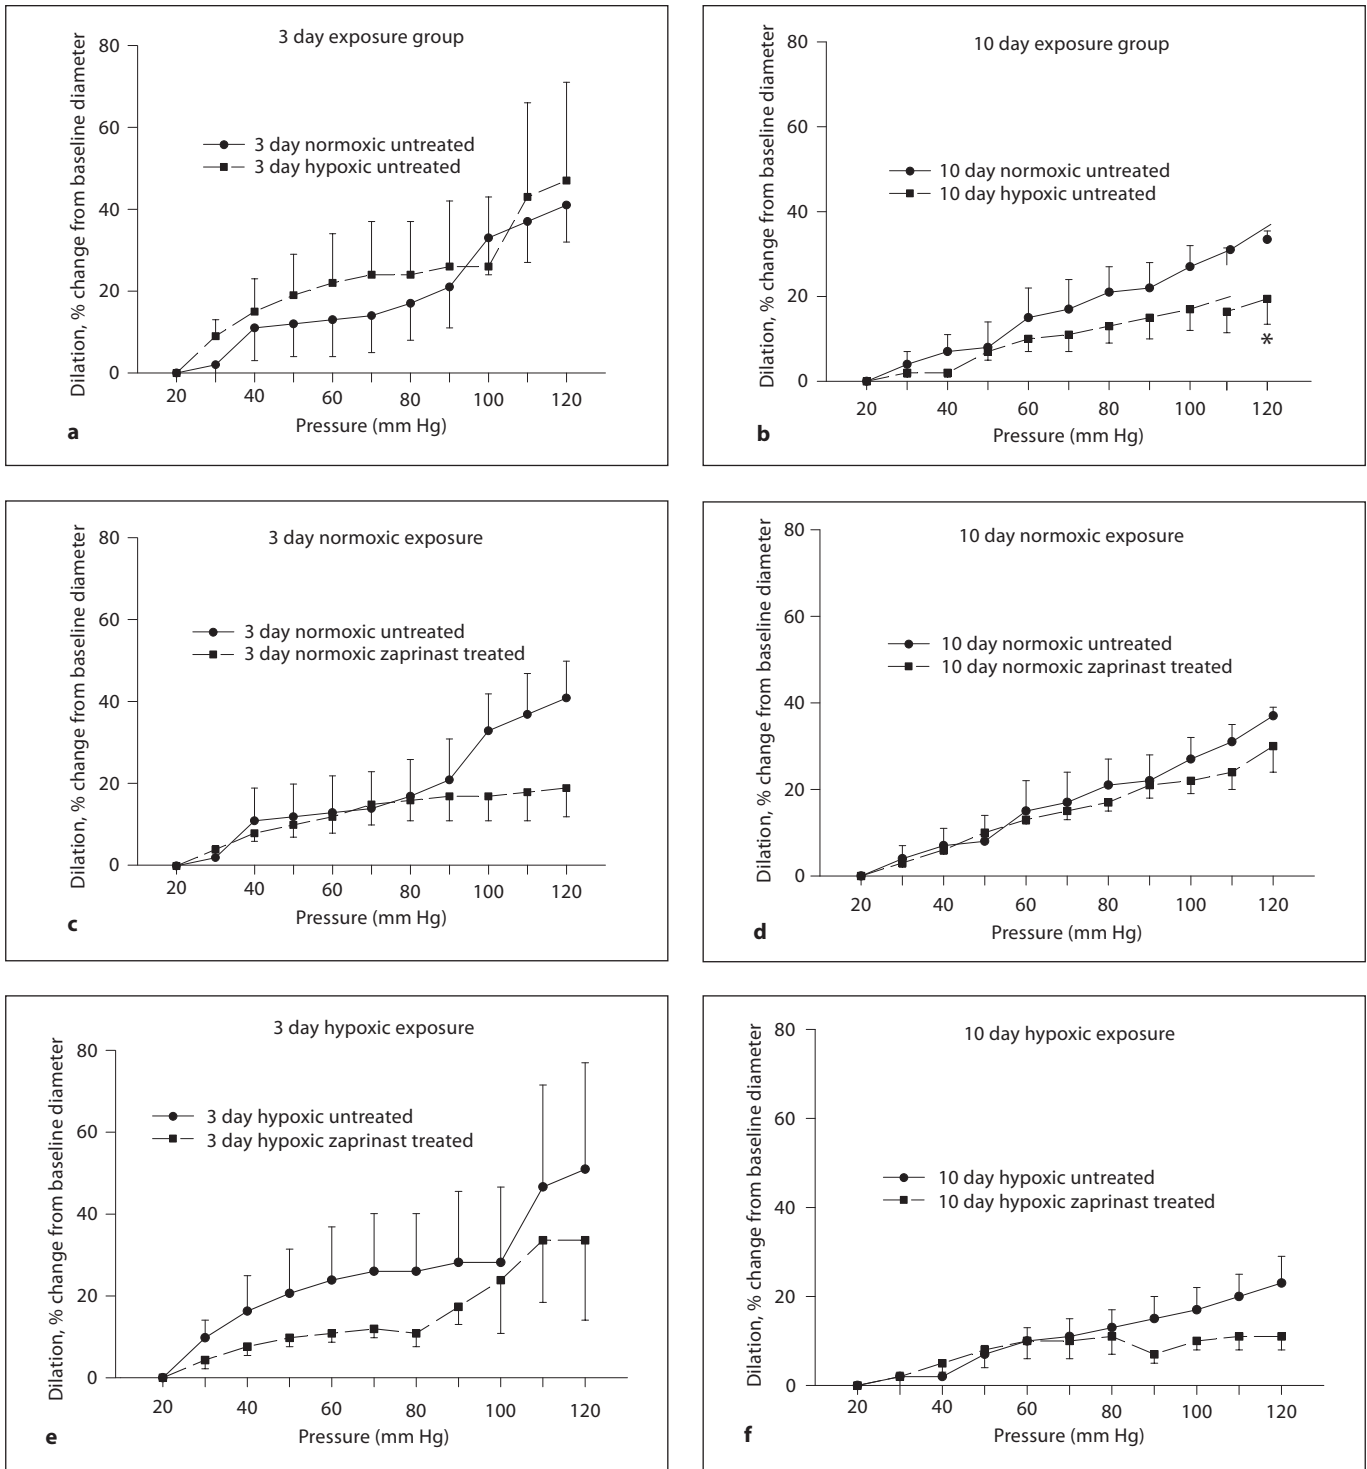 3 day exposure group
Dilation, % change from baseline diameter
80
60
40
20
0
3 day normoxic untreated
3 day hypoxic untreated
20 40 60 80 100 120
Pressure (mm Hg)
a
10 day exposure group
Dilation, % change from baseline diameter
80
60
40
20
0
10 day normoxic untreated
10 day hypoxic untreated
*
20 40 60 80 100 120
Pressure (mm Hg)
b
3 day normoxic exposure
Dilation, % change from baseline diameter
80
60
40
20
0
3 day normoxic untreated
3 day normoxic zaprinast treated
20 40 60 80 100 120
Pressure (mm Hg)
c
10 day normoxic exposure
Dilation, % change from baseline diameter
80
60
40
20
0
10 day normoxic untreated
10 day normoxic zaprinast treated
20 40 60 80 100 120
Pressure (mm Hg)
d
3 day hypoxic exposure
Dilation, % change from baseline diameter
80
60
40
20
0
3 day hypoxic untreated
3 day hypoxic zaprinast treated
20 40 60 80 100 120
Pressure (mm Hg)
e
10 day hypoxic exposure
Dilation, % change from baseline diameter
80
60
40
20
0
10 day hypoxic untreated
10 day hypoxic zaprinast treated
20 40 60 80 100 120
Pressure (mm Hg)
f